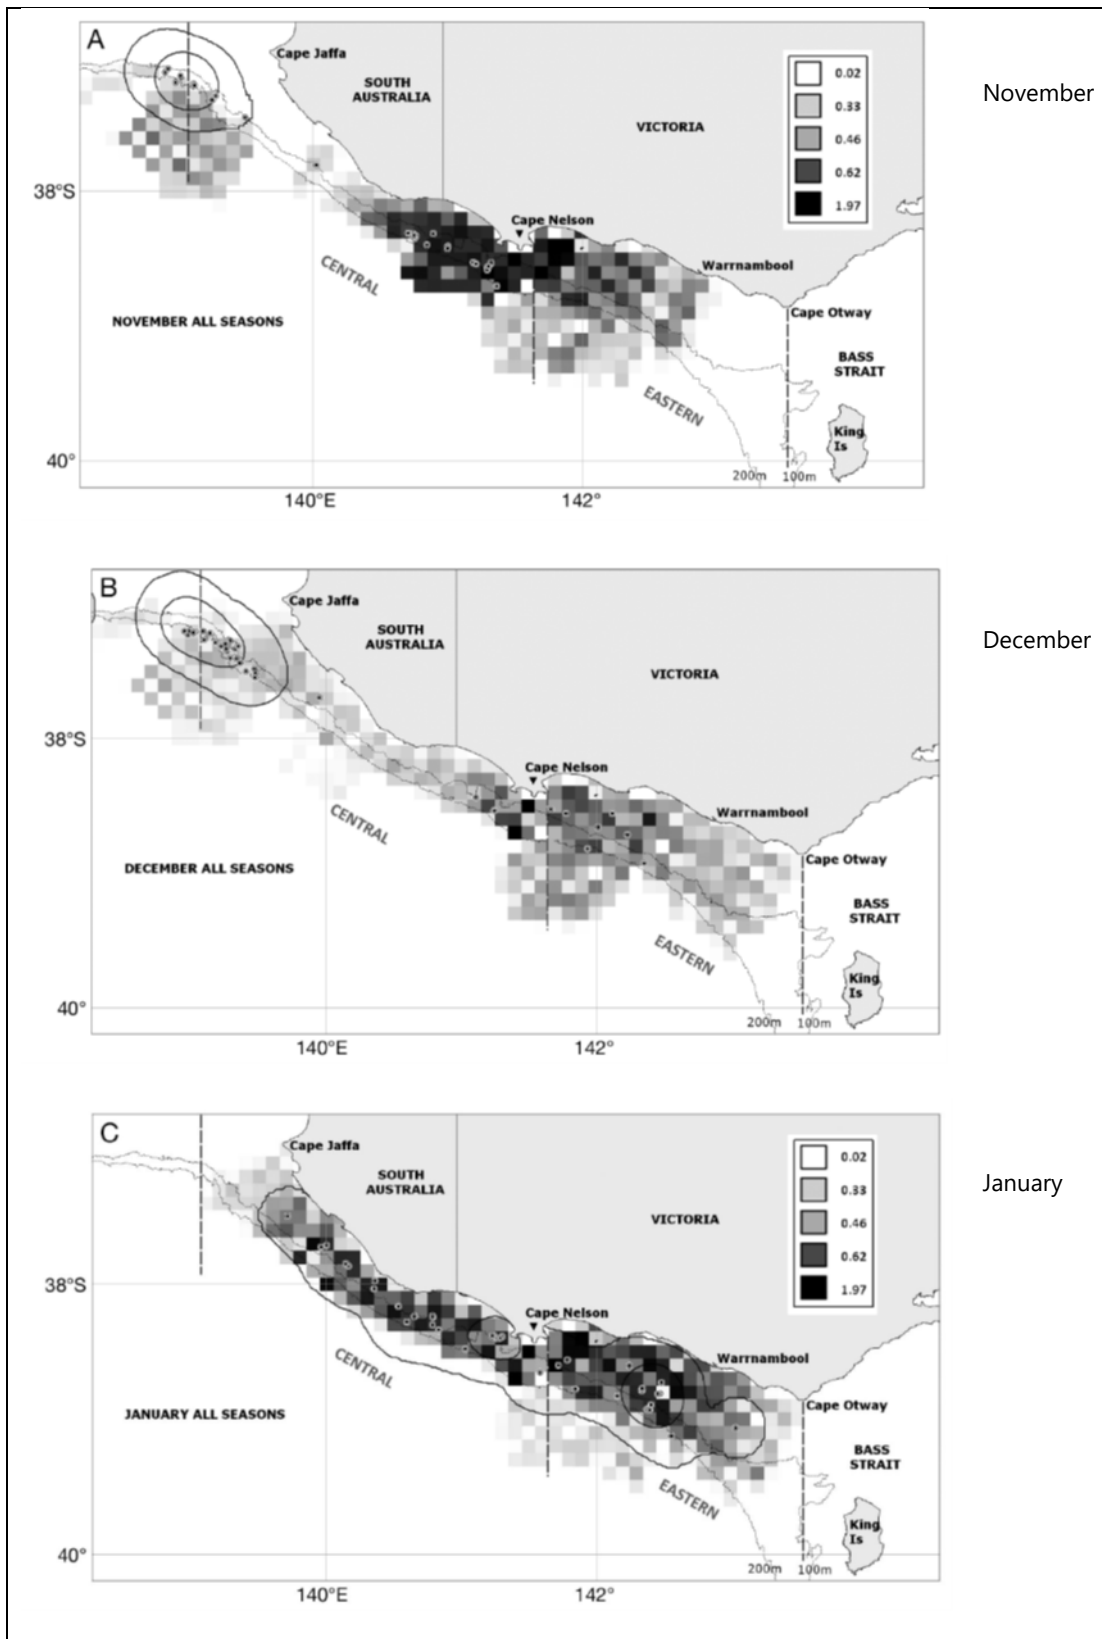 A
Cape Jaffa
SOUTH
AUSTRALIA
VICTORIA
0.02
0.33
0.46
0.62
1.97
November
38°S
Cape Nelson
Warrnambool
CENTRAL
Cape Otway
NOVEMBER ALL SEASONS
BASS
STRAIT
EASTERN
King
Is
40°
200m 100m
140°E 142°
B
Cape Jaffa
SOUTH
AUSTRALIA
VICTORIA
December
38°S
Cape Nelson
Warrnambool
CENTRAL
Cape Otway
DECEMBER ALL SEASONS
BASS
STRAIT
EASTERN
King
Is
40°
200m 100m
140°E 142°
C
Cape Jaffa
SOUTH
AUSTRALIA
VICTORIA
0.02
0.33
0.46
0.62
1.97
January
38°S
Cape Nelson
Warrnambool
CENTRAL
Cape Otway
JANUARY ALL SEASONS
BASS
STRAIT
EASTERN
King
Is
40°
200m 100m
140°E 142°